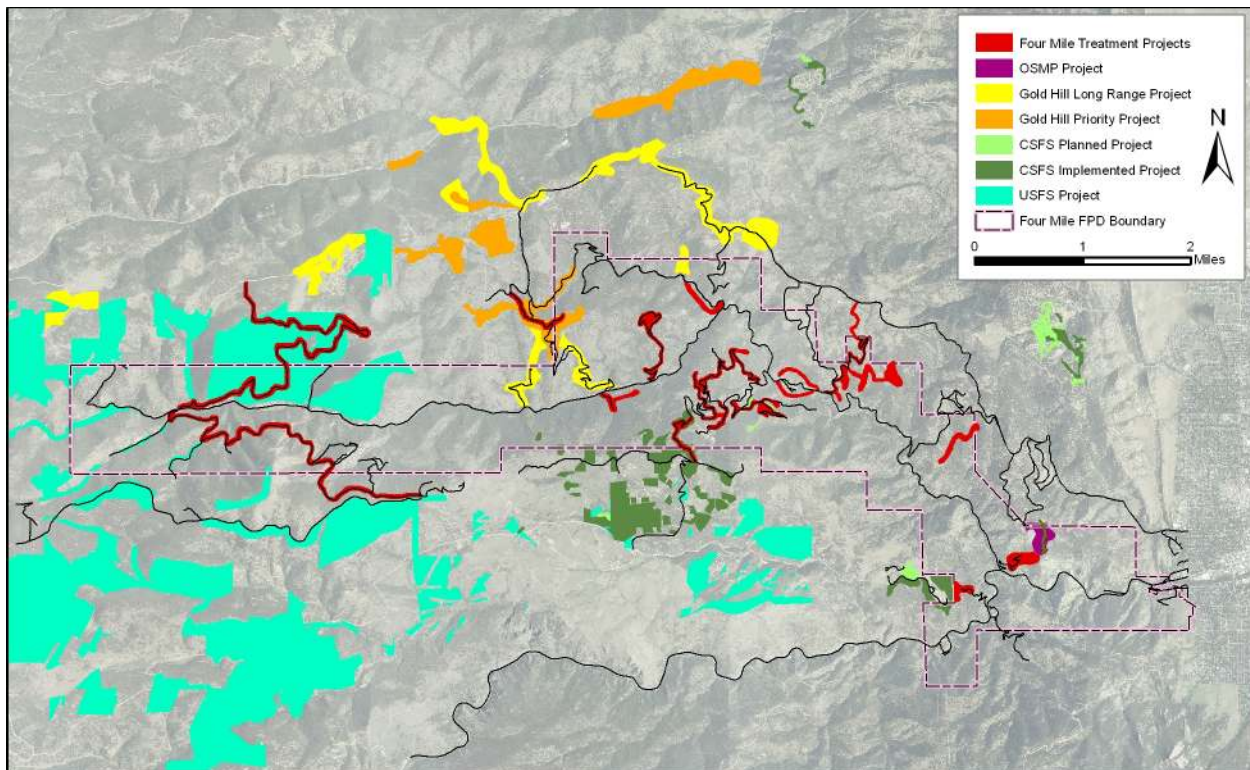 Four Mile Treatment Projects
OSMP Project
Gold Hill Long Range Project
Gold Hill Priority Project
CSFS Planned Project
CSFS Implemented Project
USFS Project
Four Mile FPD Boundary
N
0 1 2
Miles